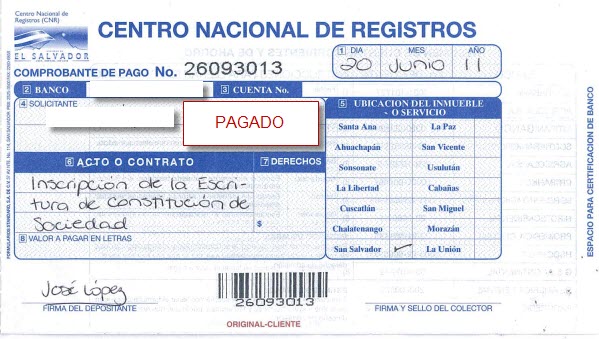 Centro Nacional de
Registros (CNR)
EL SALVADOR
CENTRO NACIONAL DE REGISTROS
COMPROBANTE DE PAGO No. 26093013
1 DIA MES AÑO
20 Junio 11
2 BANCO
3 CUENTA No.
4 SOLICITANTE
PAGADO
5 UBICACION DEL INMUEBLE
O SERVICIO
Santa Ana La Paz
Ahuachapán San Vicente
Sonsonate Usulután
La Libertad Cabañas
Cuscatlán San Miguel
Chalatenango Morazán
San Salvador ✓ La Unión
6 ACTO O CONTRATO
7 DERECHOS
Inscripción de la Escri-
tura de Constitución de
Sociedad
$
8 VALOR A PAGAR EN LETRAS
José López
FIRMA DEL DEPOSITANTE
26093013
ORIGINAL-CLIENTE
FIRMA Y SELLO DEL COLECTOR
ESPACIO PARA CERTIFICACION DE BANCO